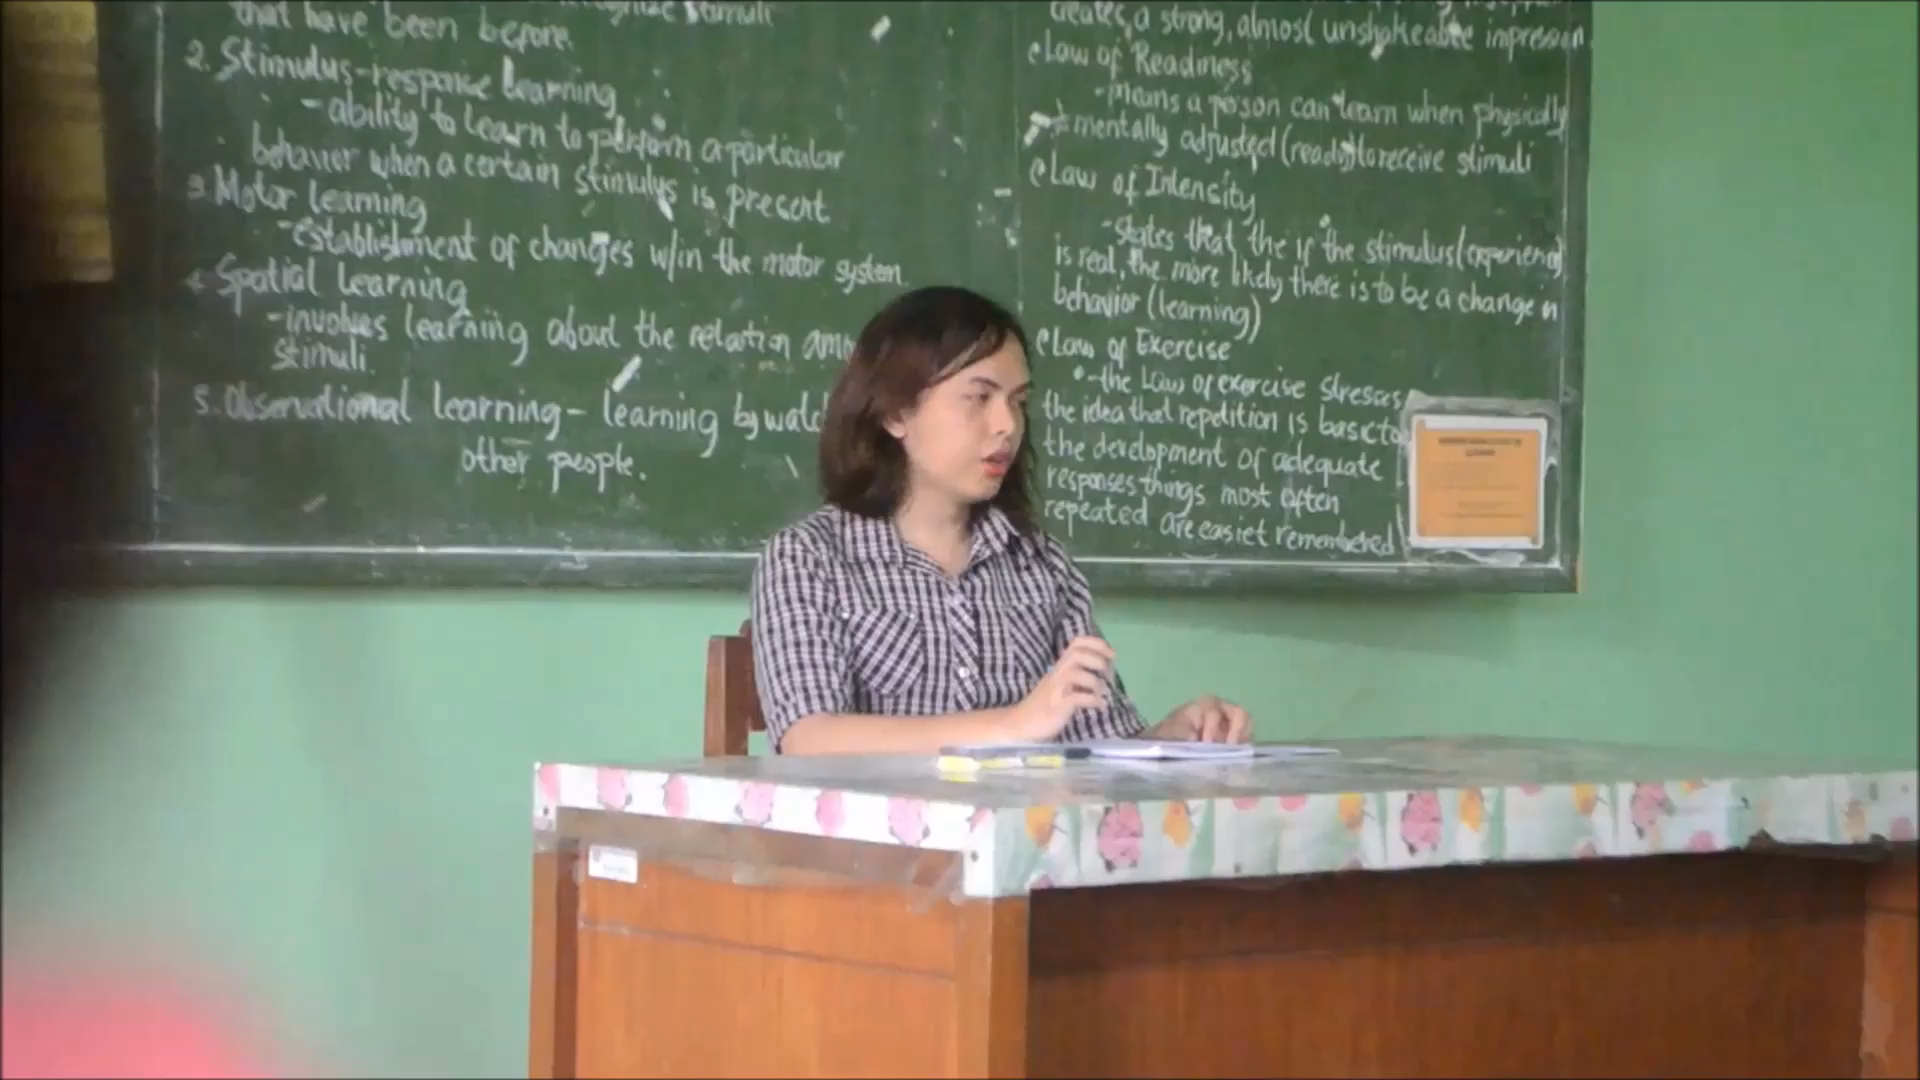 that have been before.
2. Stimulus-response learning
- ability to learn to perform a particular
behavior when a certain stimulus is present.
3. Motor learning
- establishment of changes w/in the motor system.
Spatial Learning
- involves learning about the relation
stimuli.
5. Observational learning - learning by
other people.
creates a strong, almost unshakeable impression
Law of Readiness
- means a person can learn when physically
& mentally adjusted (ready) to receive stimuli
Law of Intensity
- states that the if the stimulus (experience)
is real, the more likely there is to be a change in
behavior (learning)
Law of Exercise
- the Law of exercise stresses
the idea that repetition is basic to
the development of adequate
responses things most often
repeated are easiet remembered